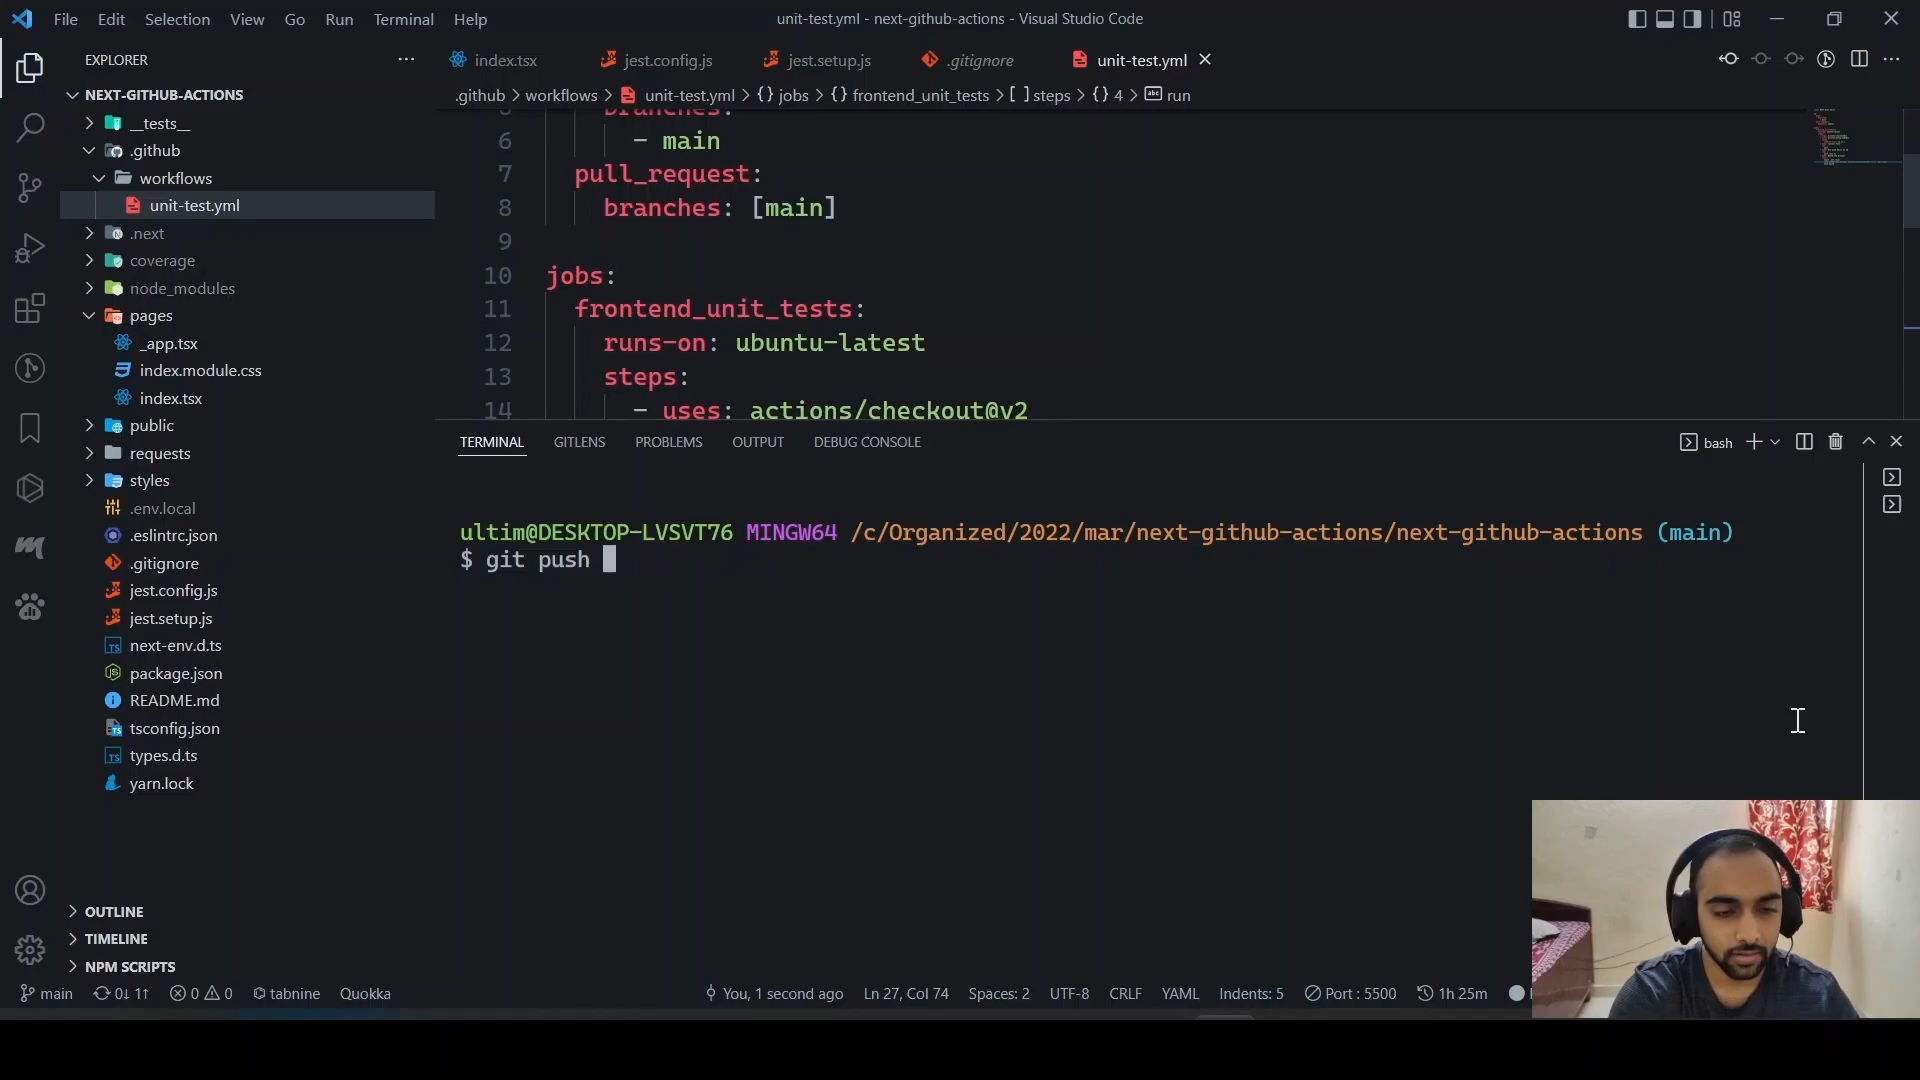 File Edit Selection View Go Run Terminal Help
unit-test.yml - next-github-actions - Visual Studio Code
EXPLORER
NEXT-GITHUB-ACTIONS
__tests__
.github
workflows
unit-test.yml
.next
coverage
node_modules
pages
_app.tsx
index.module.css
index.tsx
public
requests
styles
.env.local
.eslintrc.json
.gitignore
jest.config.js
jest.setup.js
next-env.d.ts
package.json
README.md
tsconfig.json
types.d.ts
yarn.lock
OUTLINE
TIMELINE
NPM SCRIPTS
index.tsx jest.config.js jest.setup.js .gitignore unit-test.yml
.github > workflows > unit-test.yml > {} jobs > {} frontend_unit_tests > [ ] steps > {} 4 > run
branches:
6 - main
7 pull_request:
8 branches: [main]
9
10 jobs:
11 frontend_unit_tests:
12 runs-on: ubuntu-latest
13 steps:
14 - uses: actions/checkout@v2
TERMINAL GITLENS PROBLEMS OUTPUT DEBUG CONSOLE
bash
ultim@DESKTOP-LVSVT76 MINGW64 /c/Organized/2022/mar/next-github-actions/next-github-actions (main)
$ git push
main 0↓ 1↑ 0 0 tabnine Quokka You, 1 second ago Ln 27, Col 74 Spaces: 2 UTF-8 CRLF YAML Indents: 5 Port : 5500 1h 25m